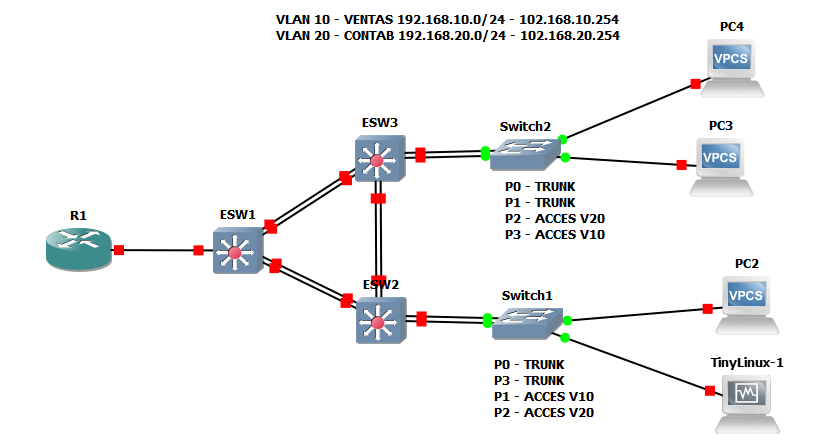 VLAN 10 - VENTAS 192.168.10.0/24 - 102.168.10.254
VLAN 20 - CONTAB 192.168.20.0/24 - 102.168.20.254
PC4
VPCS
ESW3
Switch2
PC3
VPCS
P0 - TRUNK
P1 - TRUNK
P2 - ACCES V20
P3 - ACCES V10
R1
ESW1
ESW2
Switch1
PC2
VPCS
TinyLinux-1
P0 - TRUNK
P3 - TRUNK
P1 - ACCES V10
P2 - ACCES V20